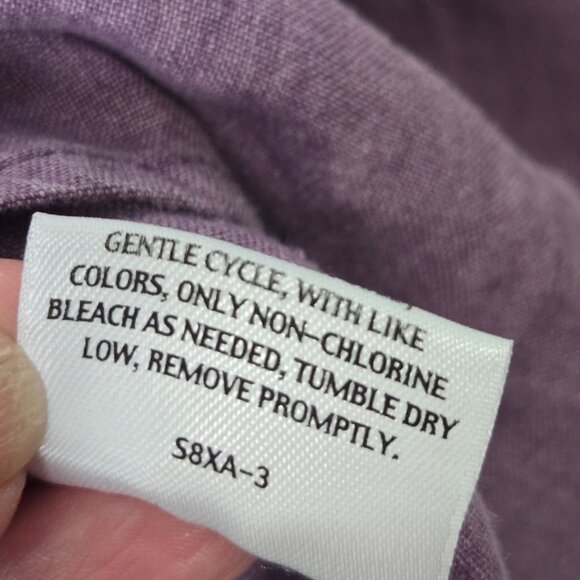 GENTLE CYCLE, WITH LIKE
COLORS, ONLY NON-CHLORINE
BLEACH AS NEEDED, TUMBLE DRY
LOW, REMOVE PROMPTLY.
S8XA-3